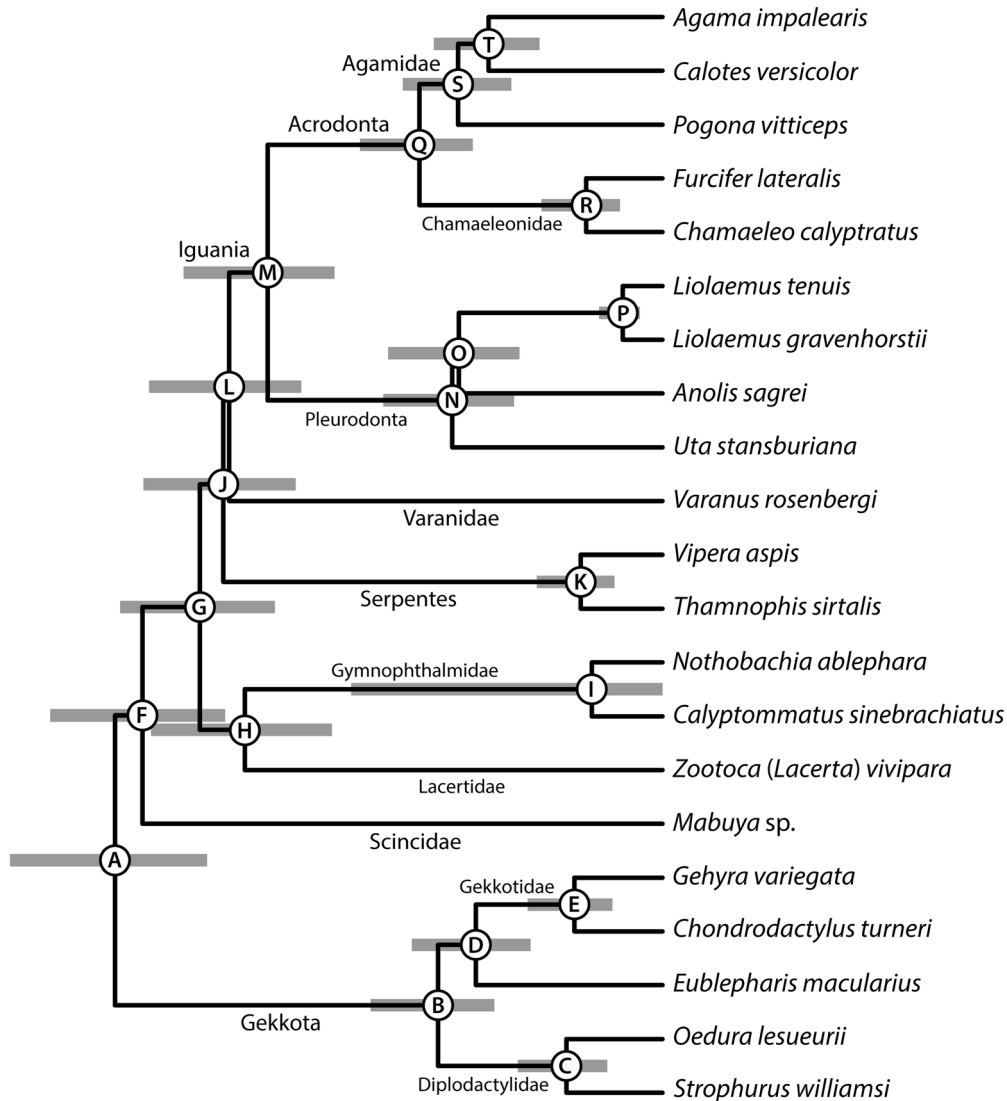 Agama impalearis
T
Agamidae
Calotes versicolor
S
Pogona vitticeps
Acrodonta
Q
Furcifer lateralis
R
Chamaeleonidae
Chamaeleo calyptratus
Iguania
M
Liolaemus tenuis
P
Liolaemus gravenhorstii
O
L
Anolis sagrei
N
Pleurodonta
Uta stansburiana
J
Varanus rosenbergi
Varanidae
Vipera aspis
K
Serpentes
Thamnophis sirtalis
G
Nothobachia ablephara
Gymnophthalmidae
I
F
Calyptommatus sinebrachiatus
H
Zootoca (Lacerta) vivipara
Lacertidae
Mabuya sp.
Scincidae
A
Gehyra variegata
Gekkotidae
E
Chondrodactylus turneri
D
Eublepharis macularius
B
Gekkota
Oedura lesueurii
C
Diplodactylidae
Strophurus williamsi